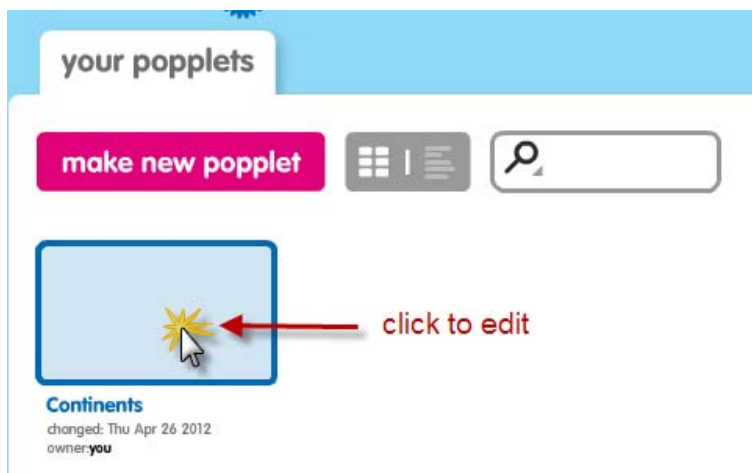 your popplets
make new popplet
click to edit
Continents
changed: Thu Apr 26 2012
owner:you